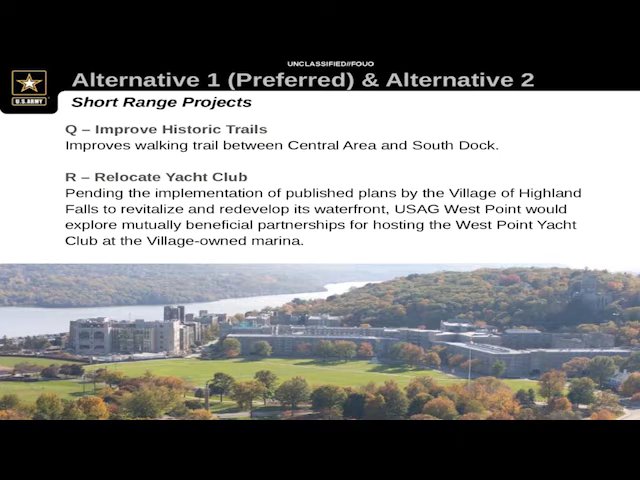 UNCLASSIFIED//FOUO
Alternative 1 (Preferred) & Alternative 2
U.S.ARMY
Short Range Projects
Q – Improve Historic Trails
Improves walking trail between Central Area and South Dock.
R – Relocate Yacht Club
Pending the implementation of published plans by the Village of Highland
Falls to revitalize and redevelop its waterfront, USAG West Point would
explore mutually beneficial partnerships for hosting the West Point Yacht
Club at the Village-owned marina.